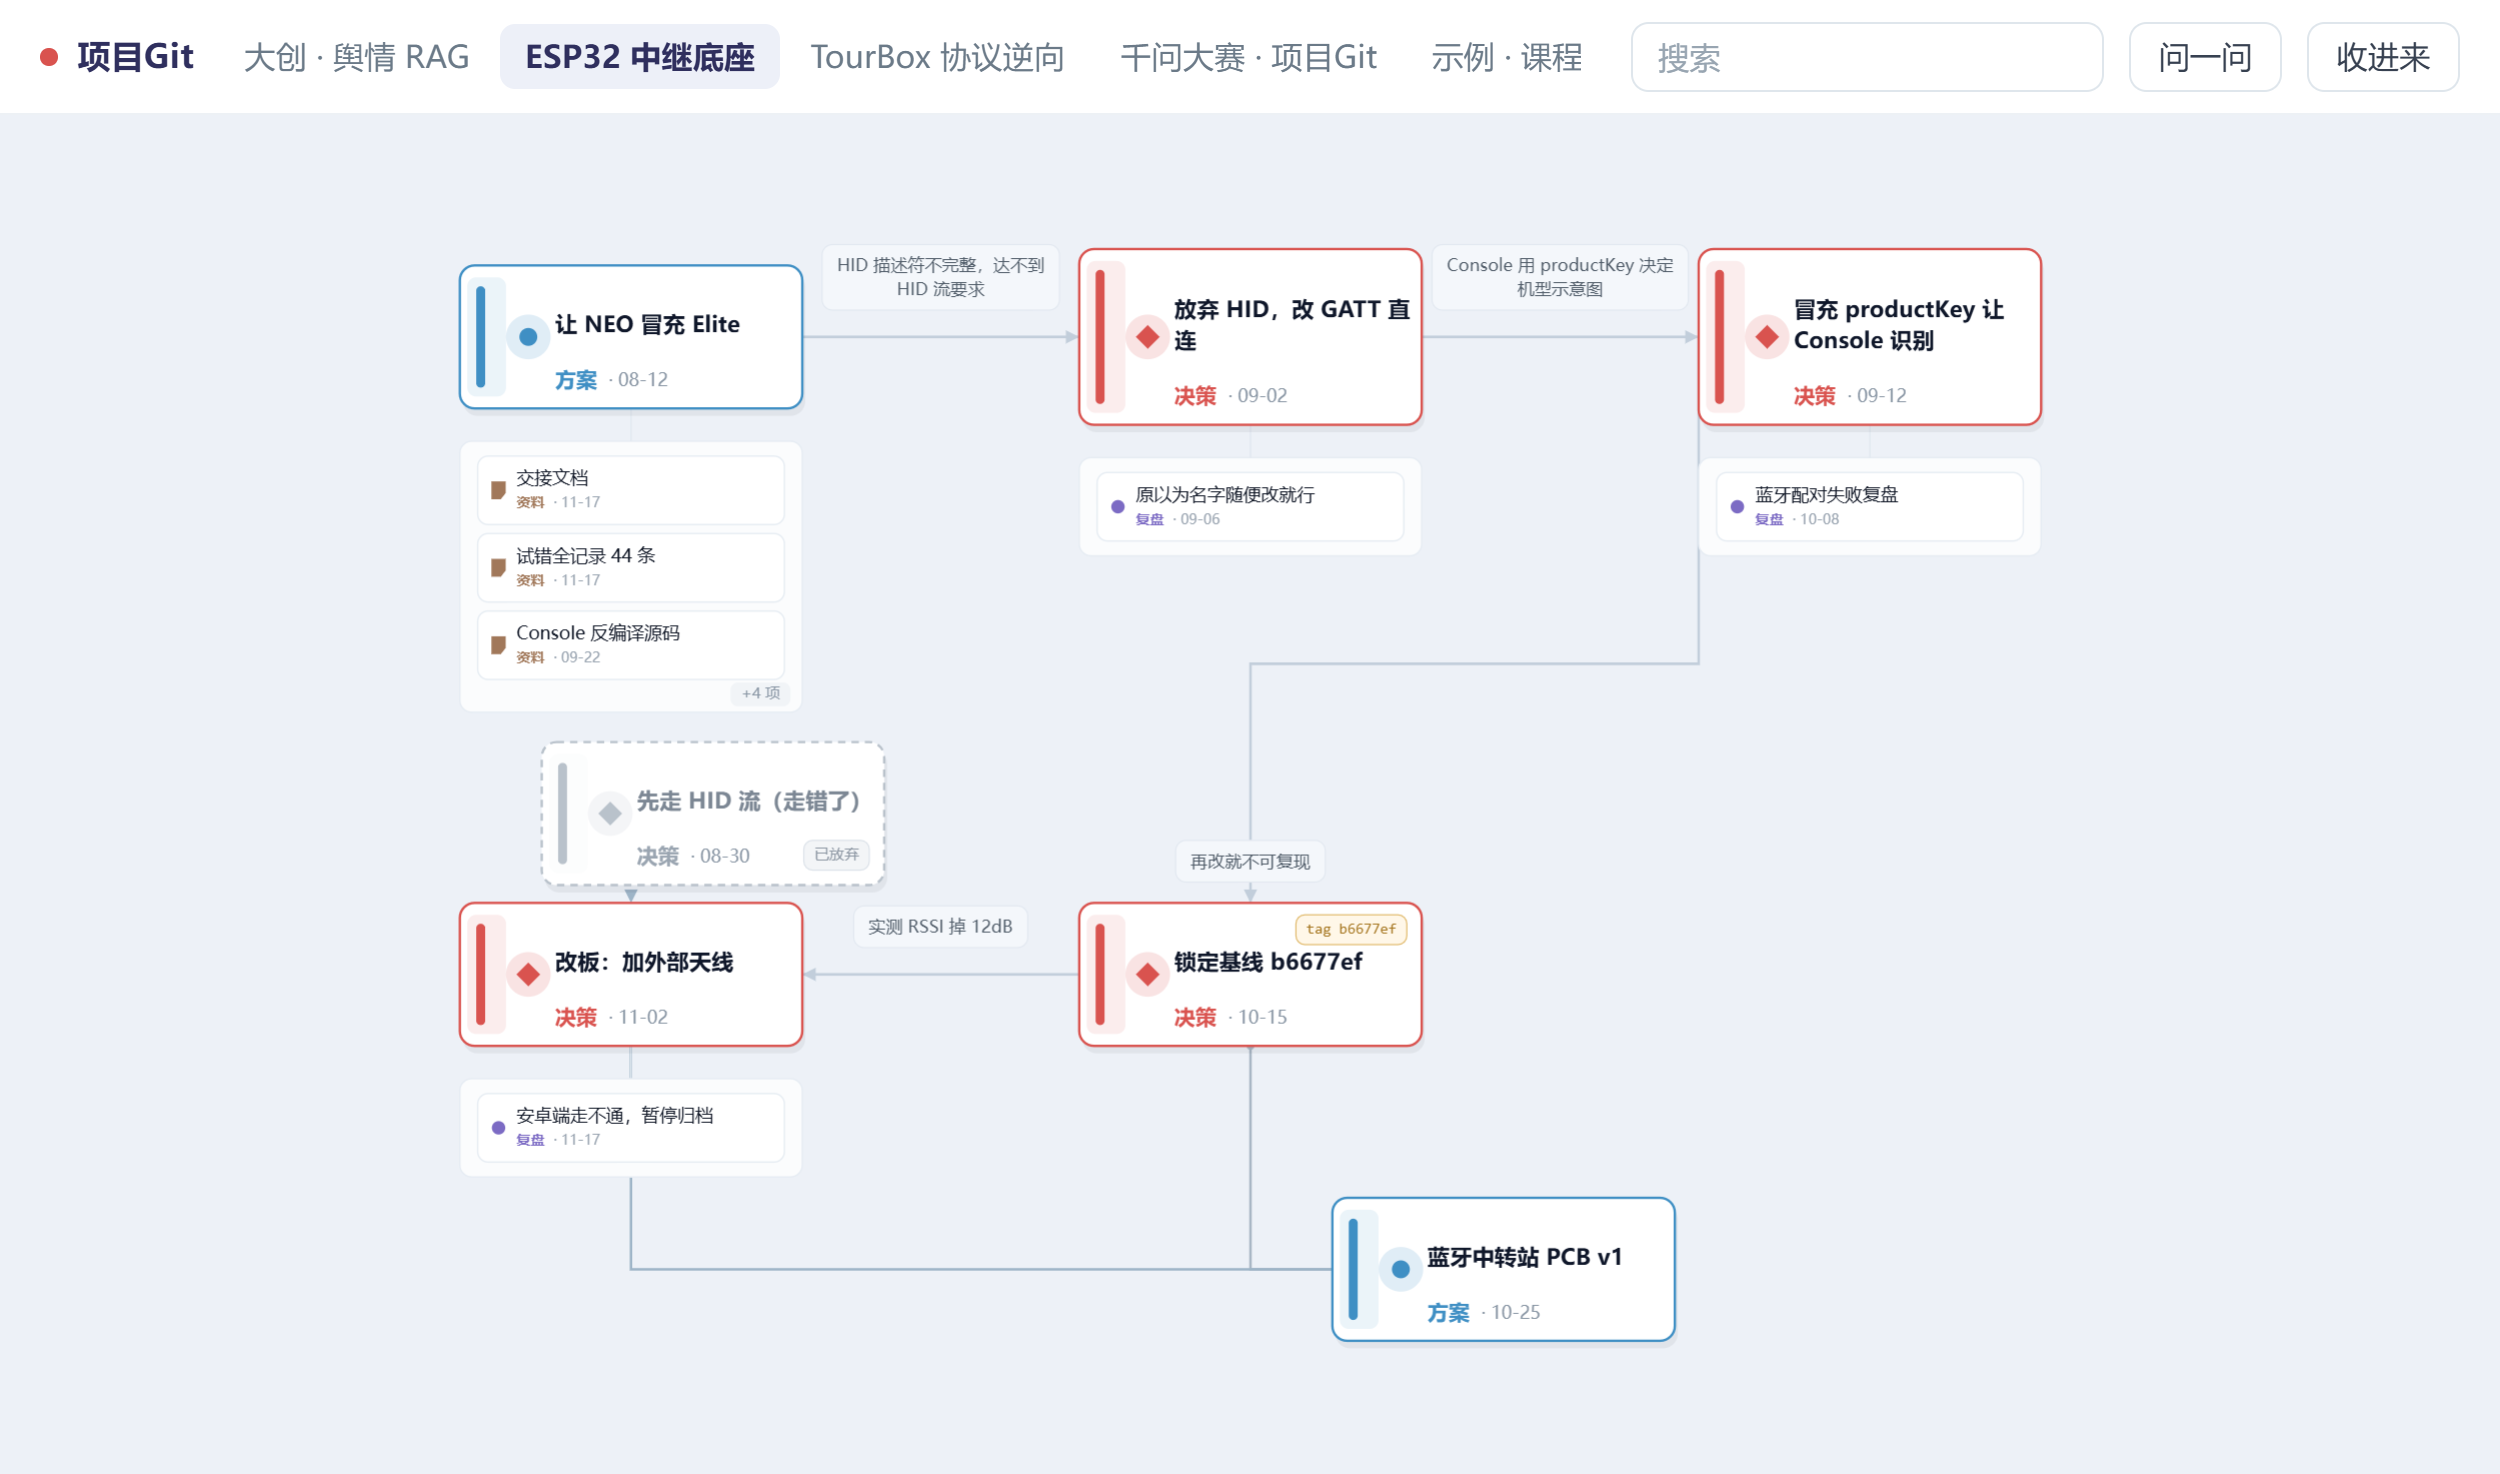 项目Git
大创 · 舆情 RAG
ESP32 中继底座
TourBox 协议逆向
千问大赛 · 项目Git
示例 · 课程
搜索
问一问
收进来
让 NEO 冒充 Elite
方案 · 08-12
HID 描述符不完整，达不到
HID 流要求
放弃 HID，改 GATT 直
连
决策 · 09-02
Console 用 productKey 决定
机型示意图
冒充 productKey 让
Console 识别
决策 · 09-12
交接文档
资料 · 11-17
试错全记录 44 条
资料 · 11-17
Console 反编译源码
资料 · 09-22
+4 项
原以为名字随便改就行
复盘 · 09-06
蓝牙配对失败复盘
复盘 · 10-08
先走 HID 流（走错了）
决策 · 08-30
已放弃
再改就不可复现
改板：加外部天线
决策 · 11-02
实测 RSSI 掉 12dB
tag b6677ef
锁定基线 b6677ef
决策 · 10-15
安卓端走不通，暂停归档
复盘 · 11-17
蓝牙中转站 PCB v1
方案 · 10-25